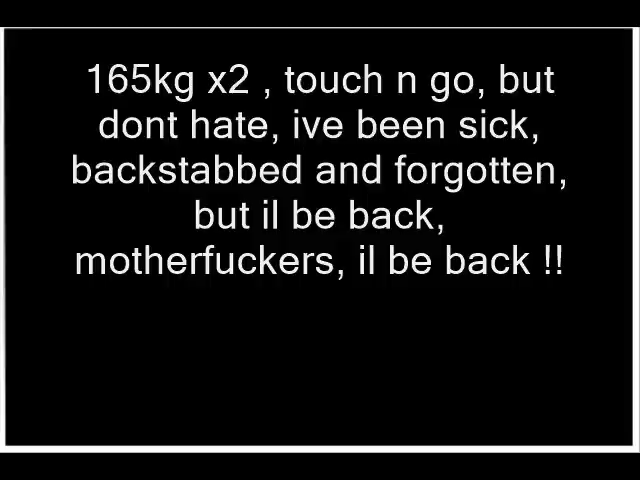 165kg x2 , touch n go, but
dont hate, ive been sick,
backstabbed and forgotten,
but il be back,
motherfuckers, il be back !!